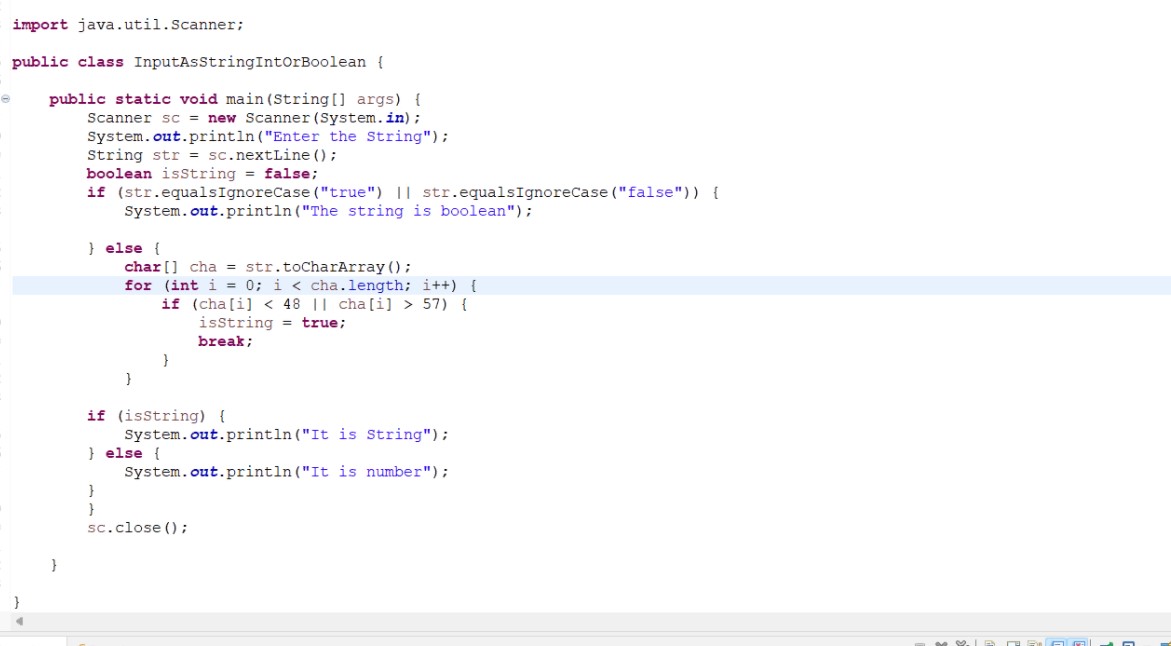 import java.util.Scanner;
public class InputAsStringIntOrBoolean {
public static void main(String[] args) {
Scanner sc = new Scanner(System.in);
System.out.println("Enter the String");
String str = sc.nextLine();
boolean isString = false;
if (str.equalsIgnoreCase("true") || str.equalsIgnoreCase("false")) {
System.out.println("The string is boolean");
} else {
char[] cha = str.toCharArray();
for (int i = 0; i < cha.length; i++) {
if (cha[i] < 48 || cha[i] > 57) {
isString = true;
break;
}
}
if (isString) {
System.out.println("It is String");
} else {
System.out.println("It is number");
}
}
sc.close();
}
}